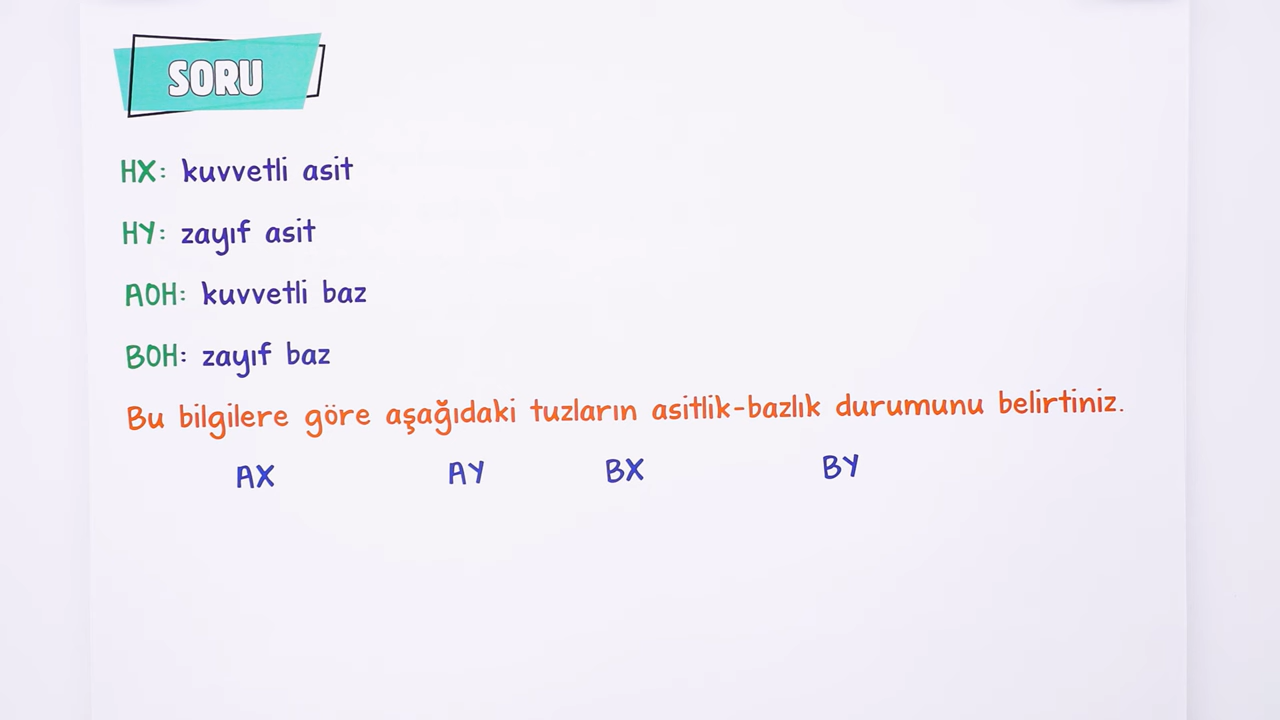 SORU
HX: kuvvetli asit
HY: zayıf asit
AOH: kuvvetli baz
BOH: zayıf baz
Bu bilgilere göre aşağıdaki tuzların asitlik-bazlık durumunu belirtiniz.
AX AY BX BY